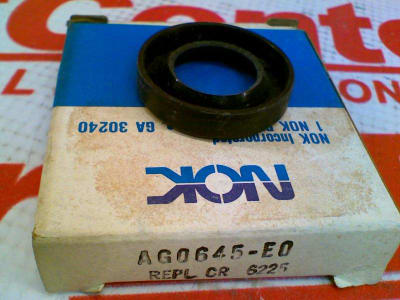 NOK Incorporated
1 NOK
GA 30240
NOK
AG0645-E0
REPL CR 6225